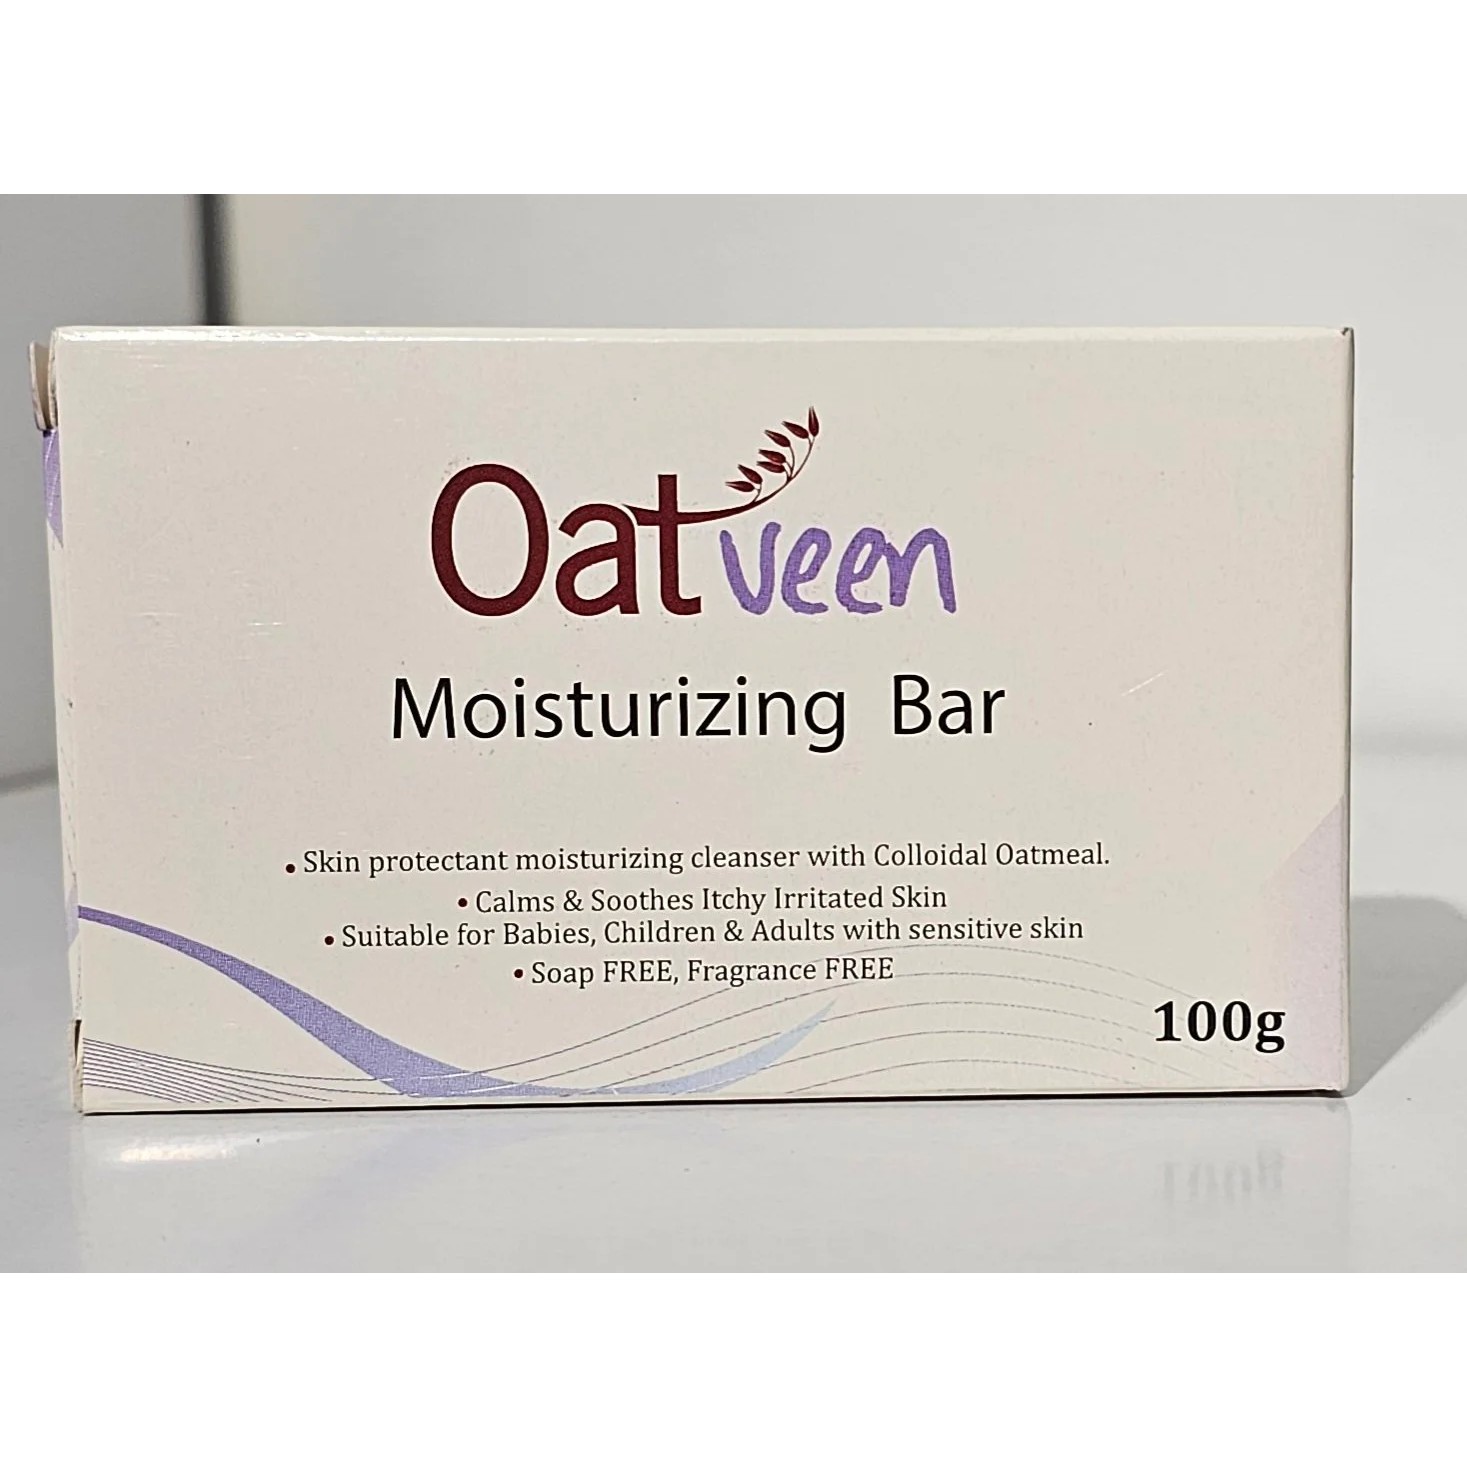 Oatveen
Moisturizing Bar
• Skin protectant moisturizing cleanser with Colloidal Oatmeal.
• Calms & Soothes Itchy Irritated Skin
• Suitable for Babies, Children & Adults with sensitive skin
• Soap FREE, Fragrance FREE
100g